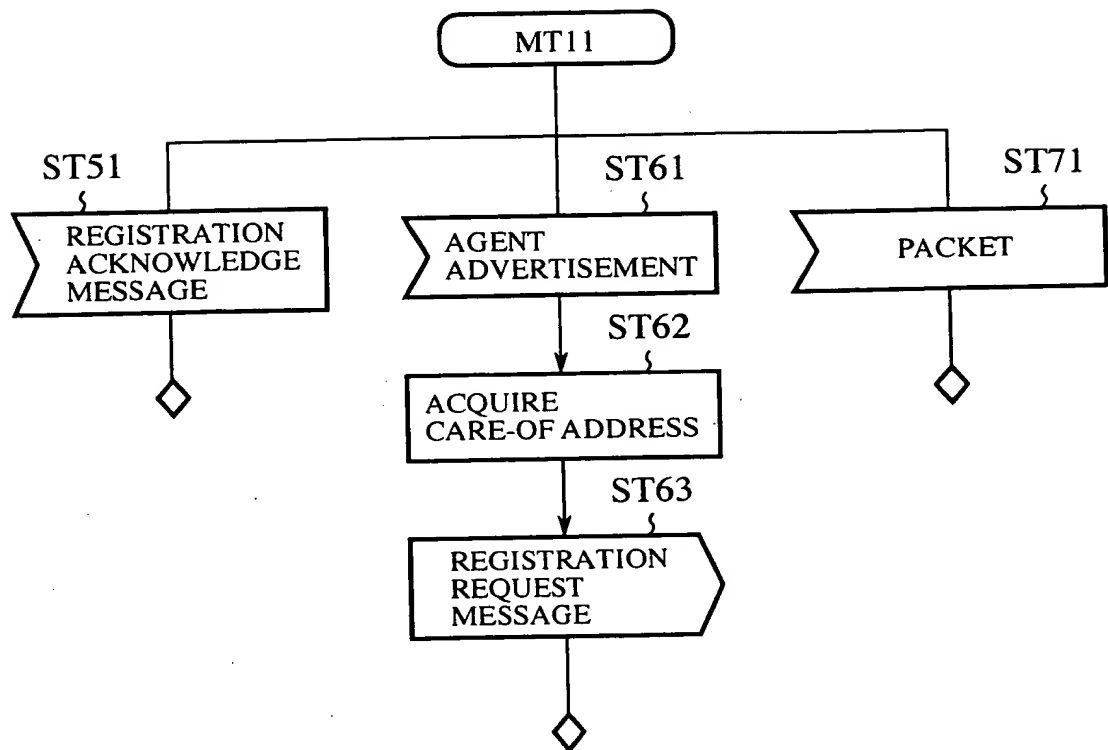 MT11
ST51
REGISTRATION
ACKNOWLEDGE
MESSAGE
ST61
AGENT
ADVERTISEMENT
ST71
PACKET
ST62
ACQUIRE
CARE-OF ADDRESS
ST63
REGISTRATION
REQUEST
MESSAGE